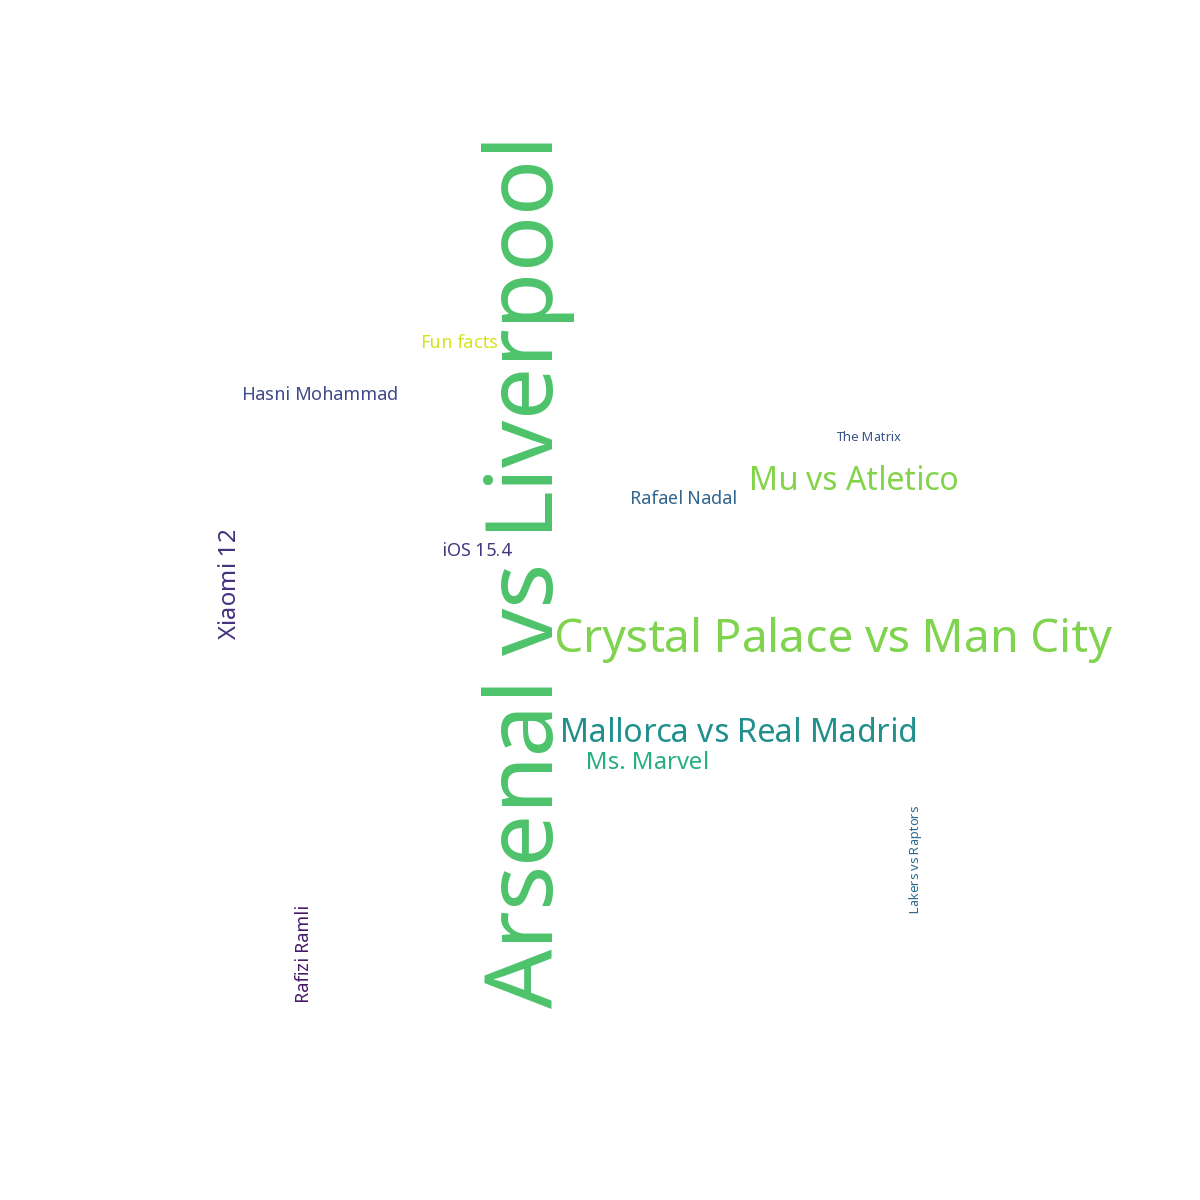 Arsenal vs Liverpool
Fun facts
Hasni Mohammad
The Matrix
Mu vs Atletico
Rafael Nadal
iOS 15.4
Xiaomi 12
Crystal Palace vs Man City
Mallorca vs Real Madrid
Ms. Marvel
Lakers vs Raptors
Rafizi Ramli